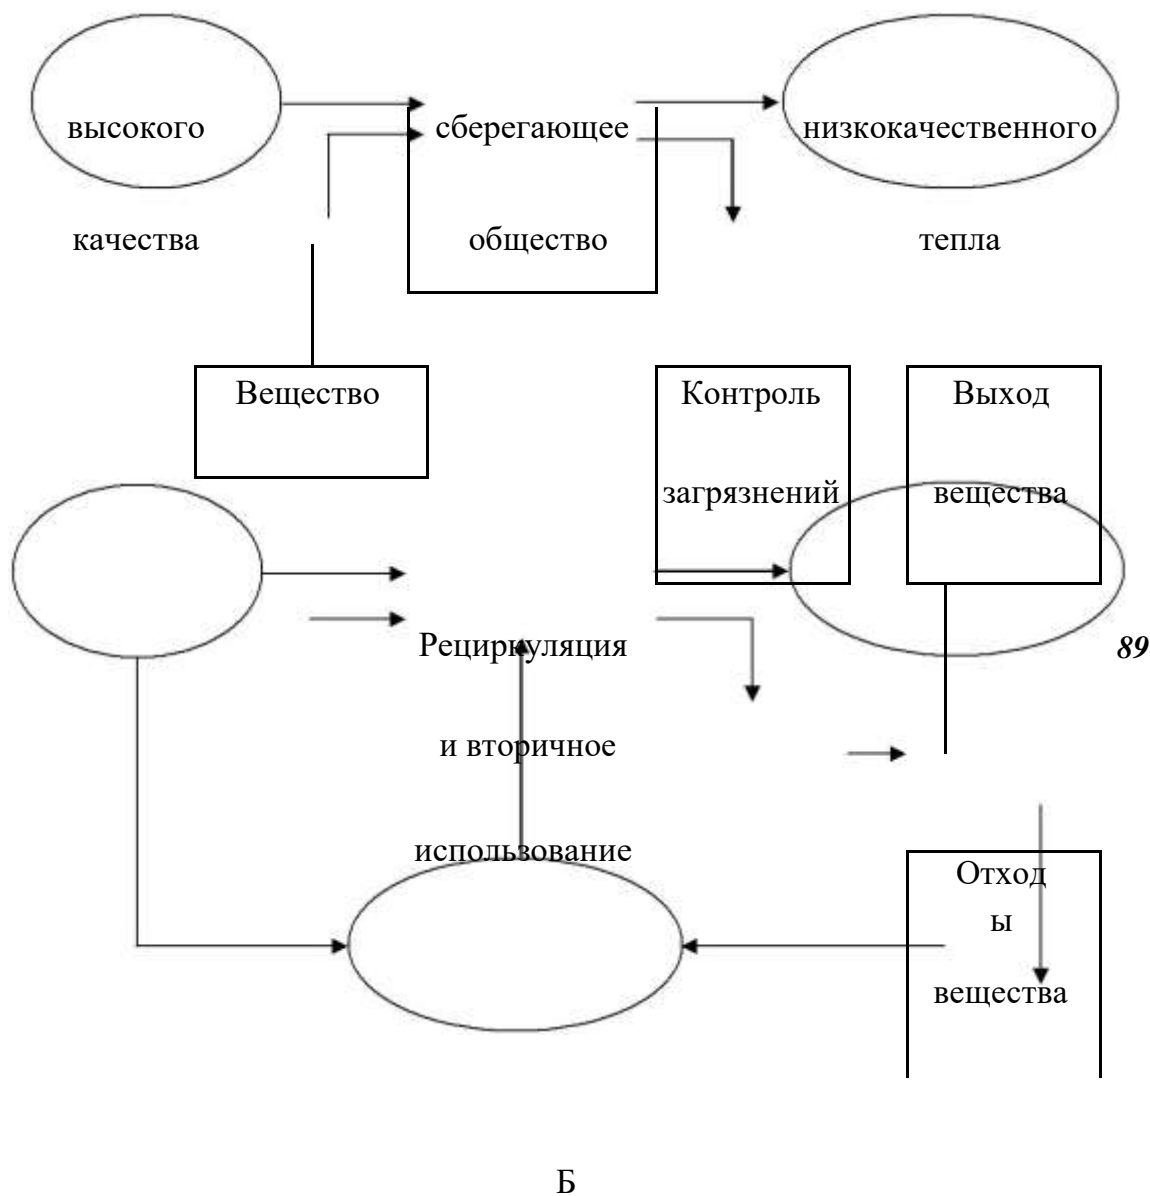 высокого сберегающее низкокачественного
качества общество тепла
Вещество Контроль Выход
загрязнений вещества
Рециркуляция 89
и вторичное
использование
Отход
ы
вещества
Б